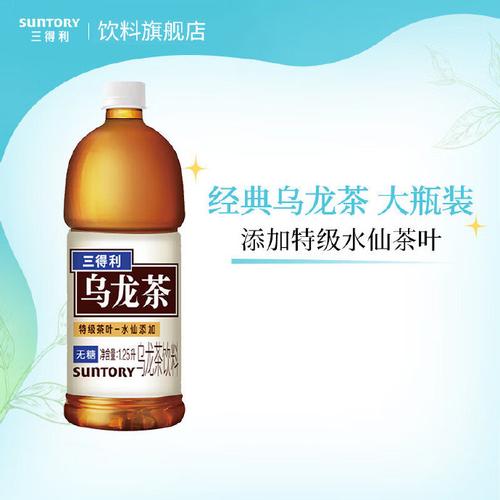 SUNTORY
三得利
饮料旗舰店
经典乌龙茶 大瓶装
添加特级水仙茶叶
三得利
乌龙茶
特级茶叶-水仙添加
无糖 净含量:1.25升
SUNTORY
乌龙茶饮料